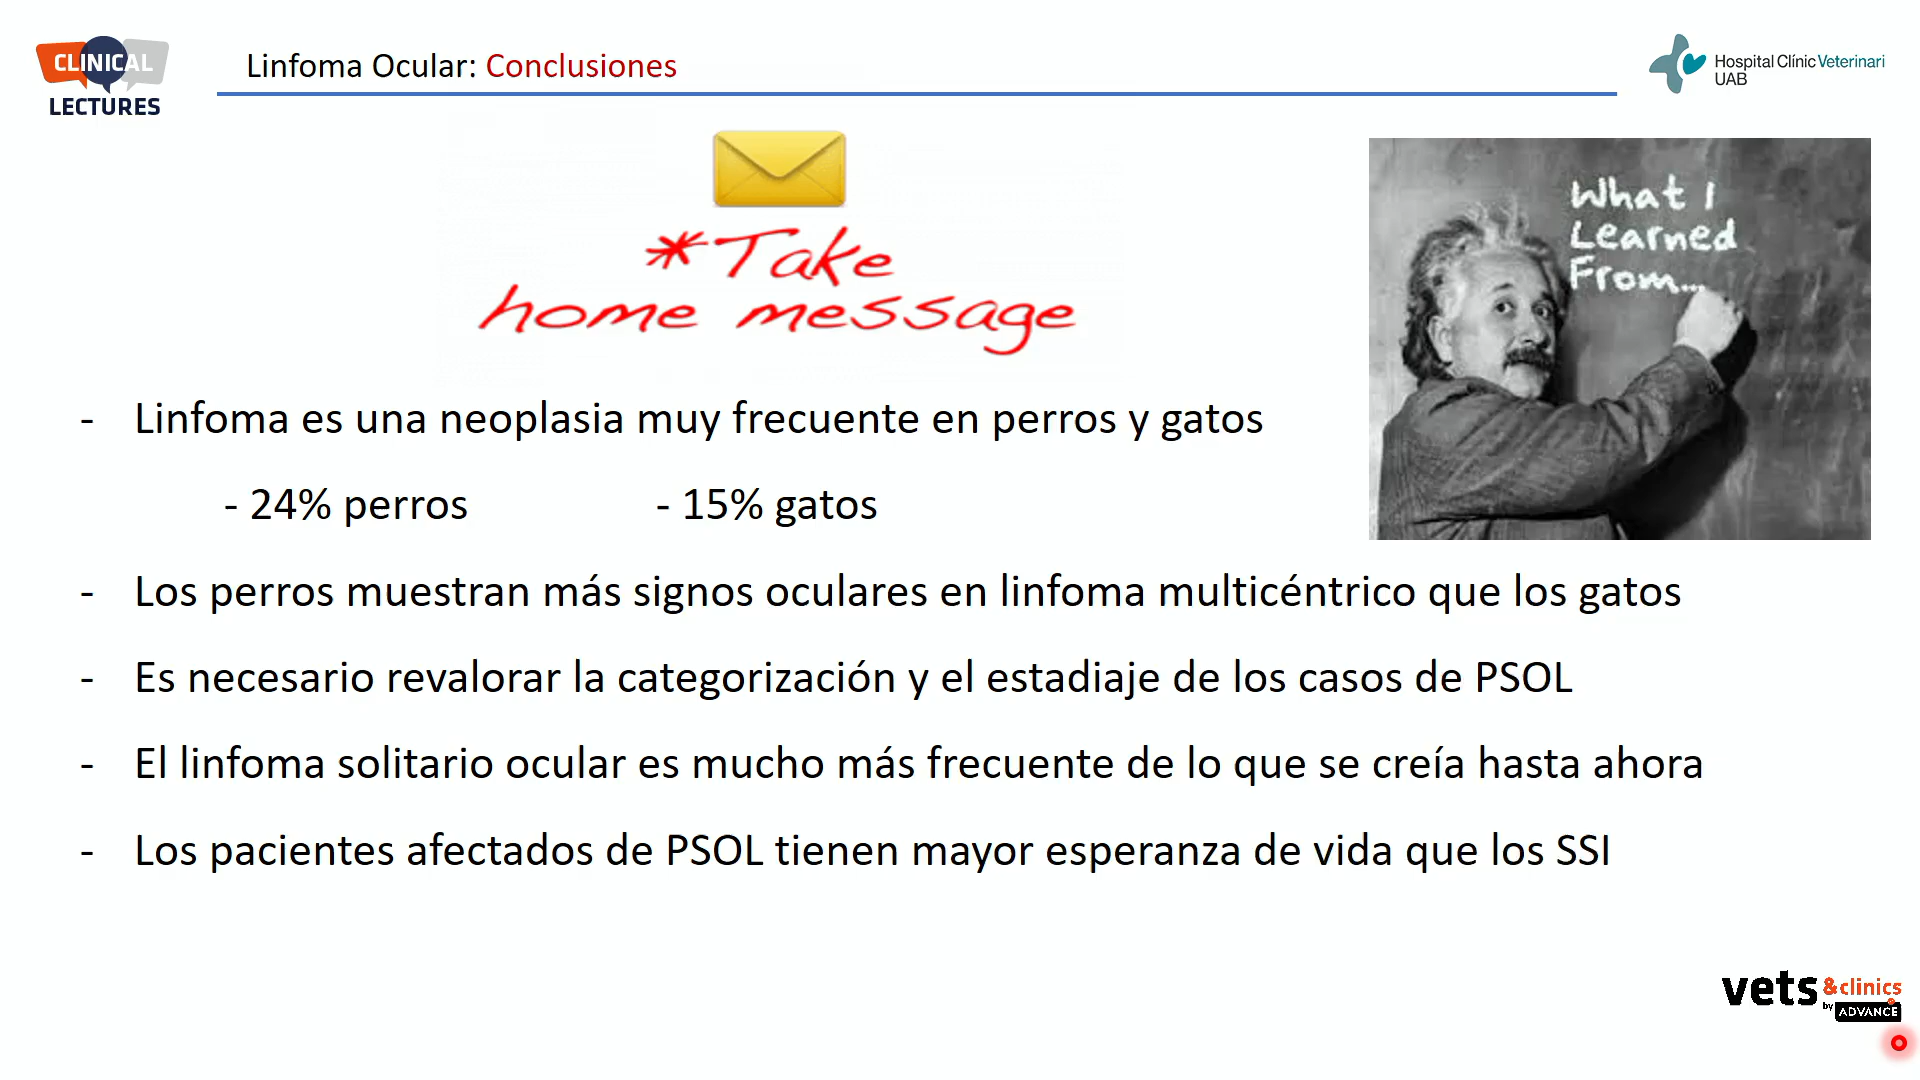 CLINICAL
LECTURES
Linfoma Ocular: Conclusiones
Hospital Clínic Veterinari
UAB
*Take
home message
What I
Learned
From...
- Linfoma es una neoplasia muy frecuente en perros y gatos
- 24% perros - 15% gatos
- Los perros muestran más signos oculares en linfoma multicéntrico que los gatos
- Es necesario revalorar la categorización y el estadiaje de los casos de PSOL
- El linfoma solitario ocular es mucho más frecuente de lo que se creía hasta ahora
- Los pacientes afectados de PSOL tienen mayor esperanza de vida que los SSI
vets &clinics
by ADVANCE